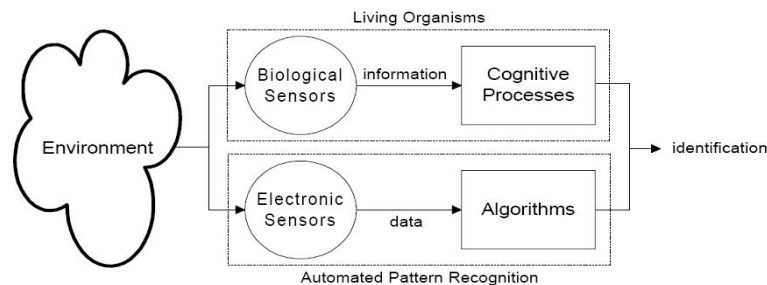 Living Organisms
Biological
Sensors
information
Cognitive
Processes
Environment
identification
Electronic
Sensors
data
Algorithms
Automated Pattern Recognition